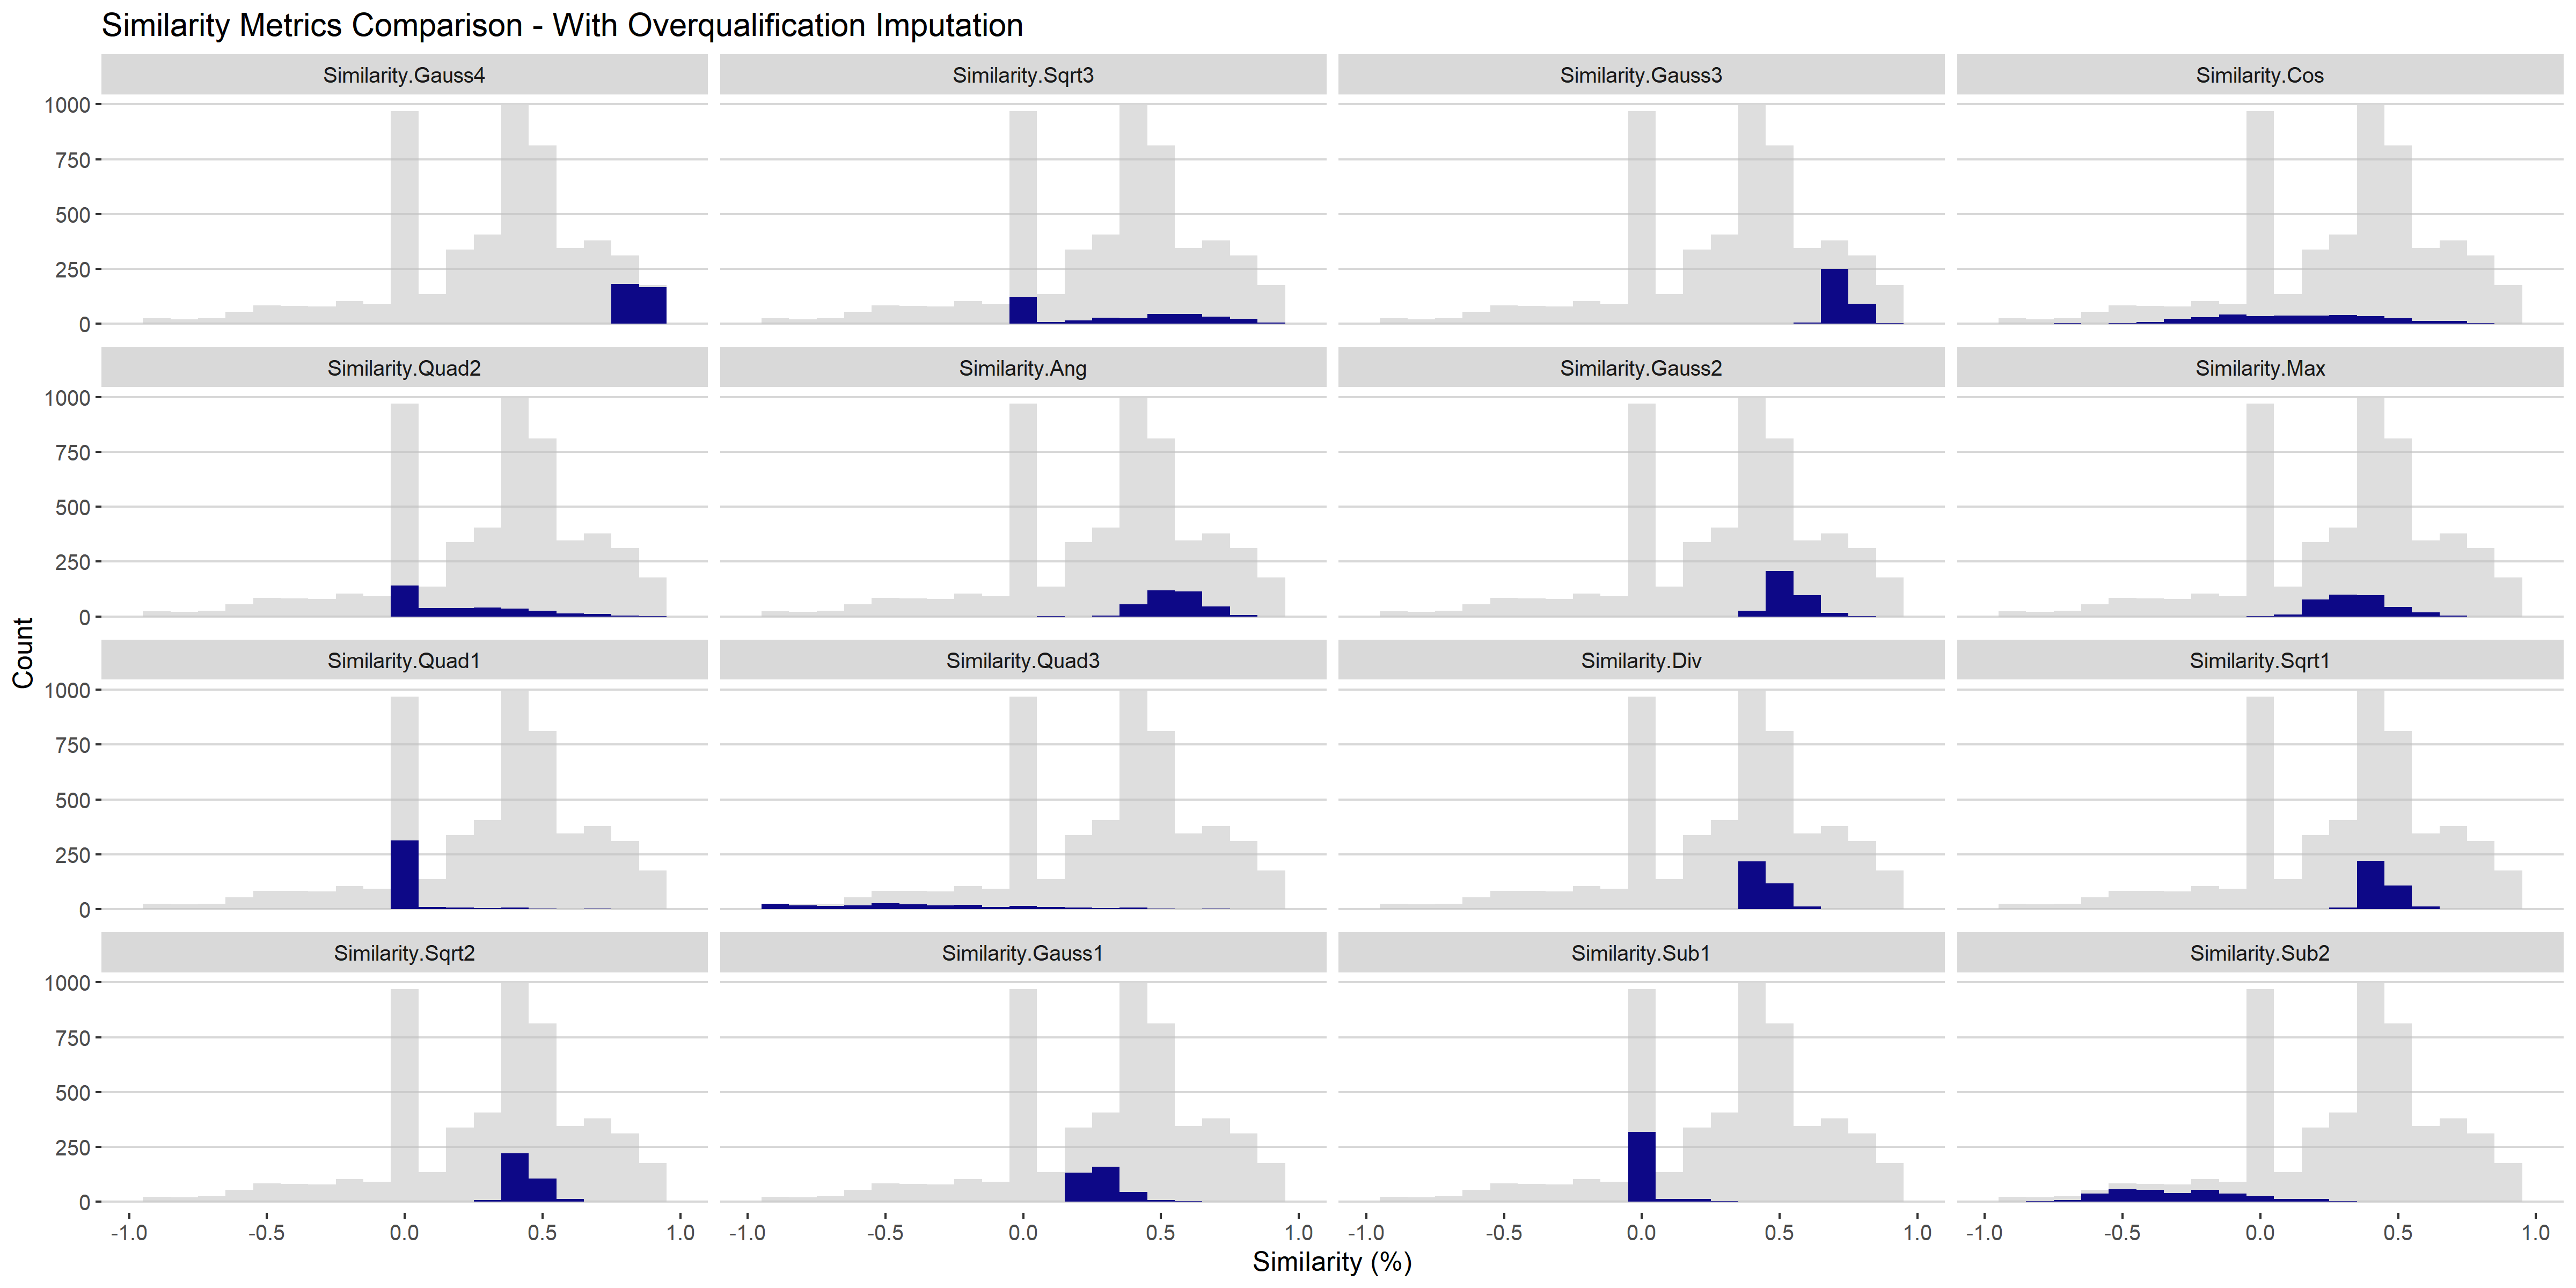 Similarity Metrics Comparison - With Overqualification Imputation
Similarity.Gauss4
Similarity.Sqrt3
Similarity.Gauss3
Similarity.Cos
1000
750
500
250
0
Similarity.Quad2
Similarity.Ang
Similarity.Gauss2
Similarity.Max
1000
750
500
250
0
Count
Similarity.Quad1
Similarity.Quad3
Similarity.Div
Similarity.Sqrt1
1000
750
500
250
0
Similarity.Sqrt2
Similarity.Gauss1
Similarity.Sub1
Similarity.Sub2
1000
750
500
250
0
-1.0 -0.5 0.0 0.5 1.0
-1.0 -0.5 0.0 0.5 1.0
-1.0 -0.5 0.0 0.5 1.0
-1.0 -0.5 0.0 0.5 1.0
Similarity (%)